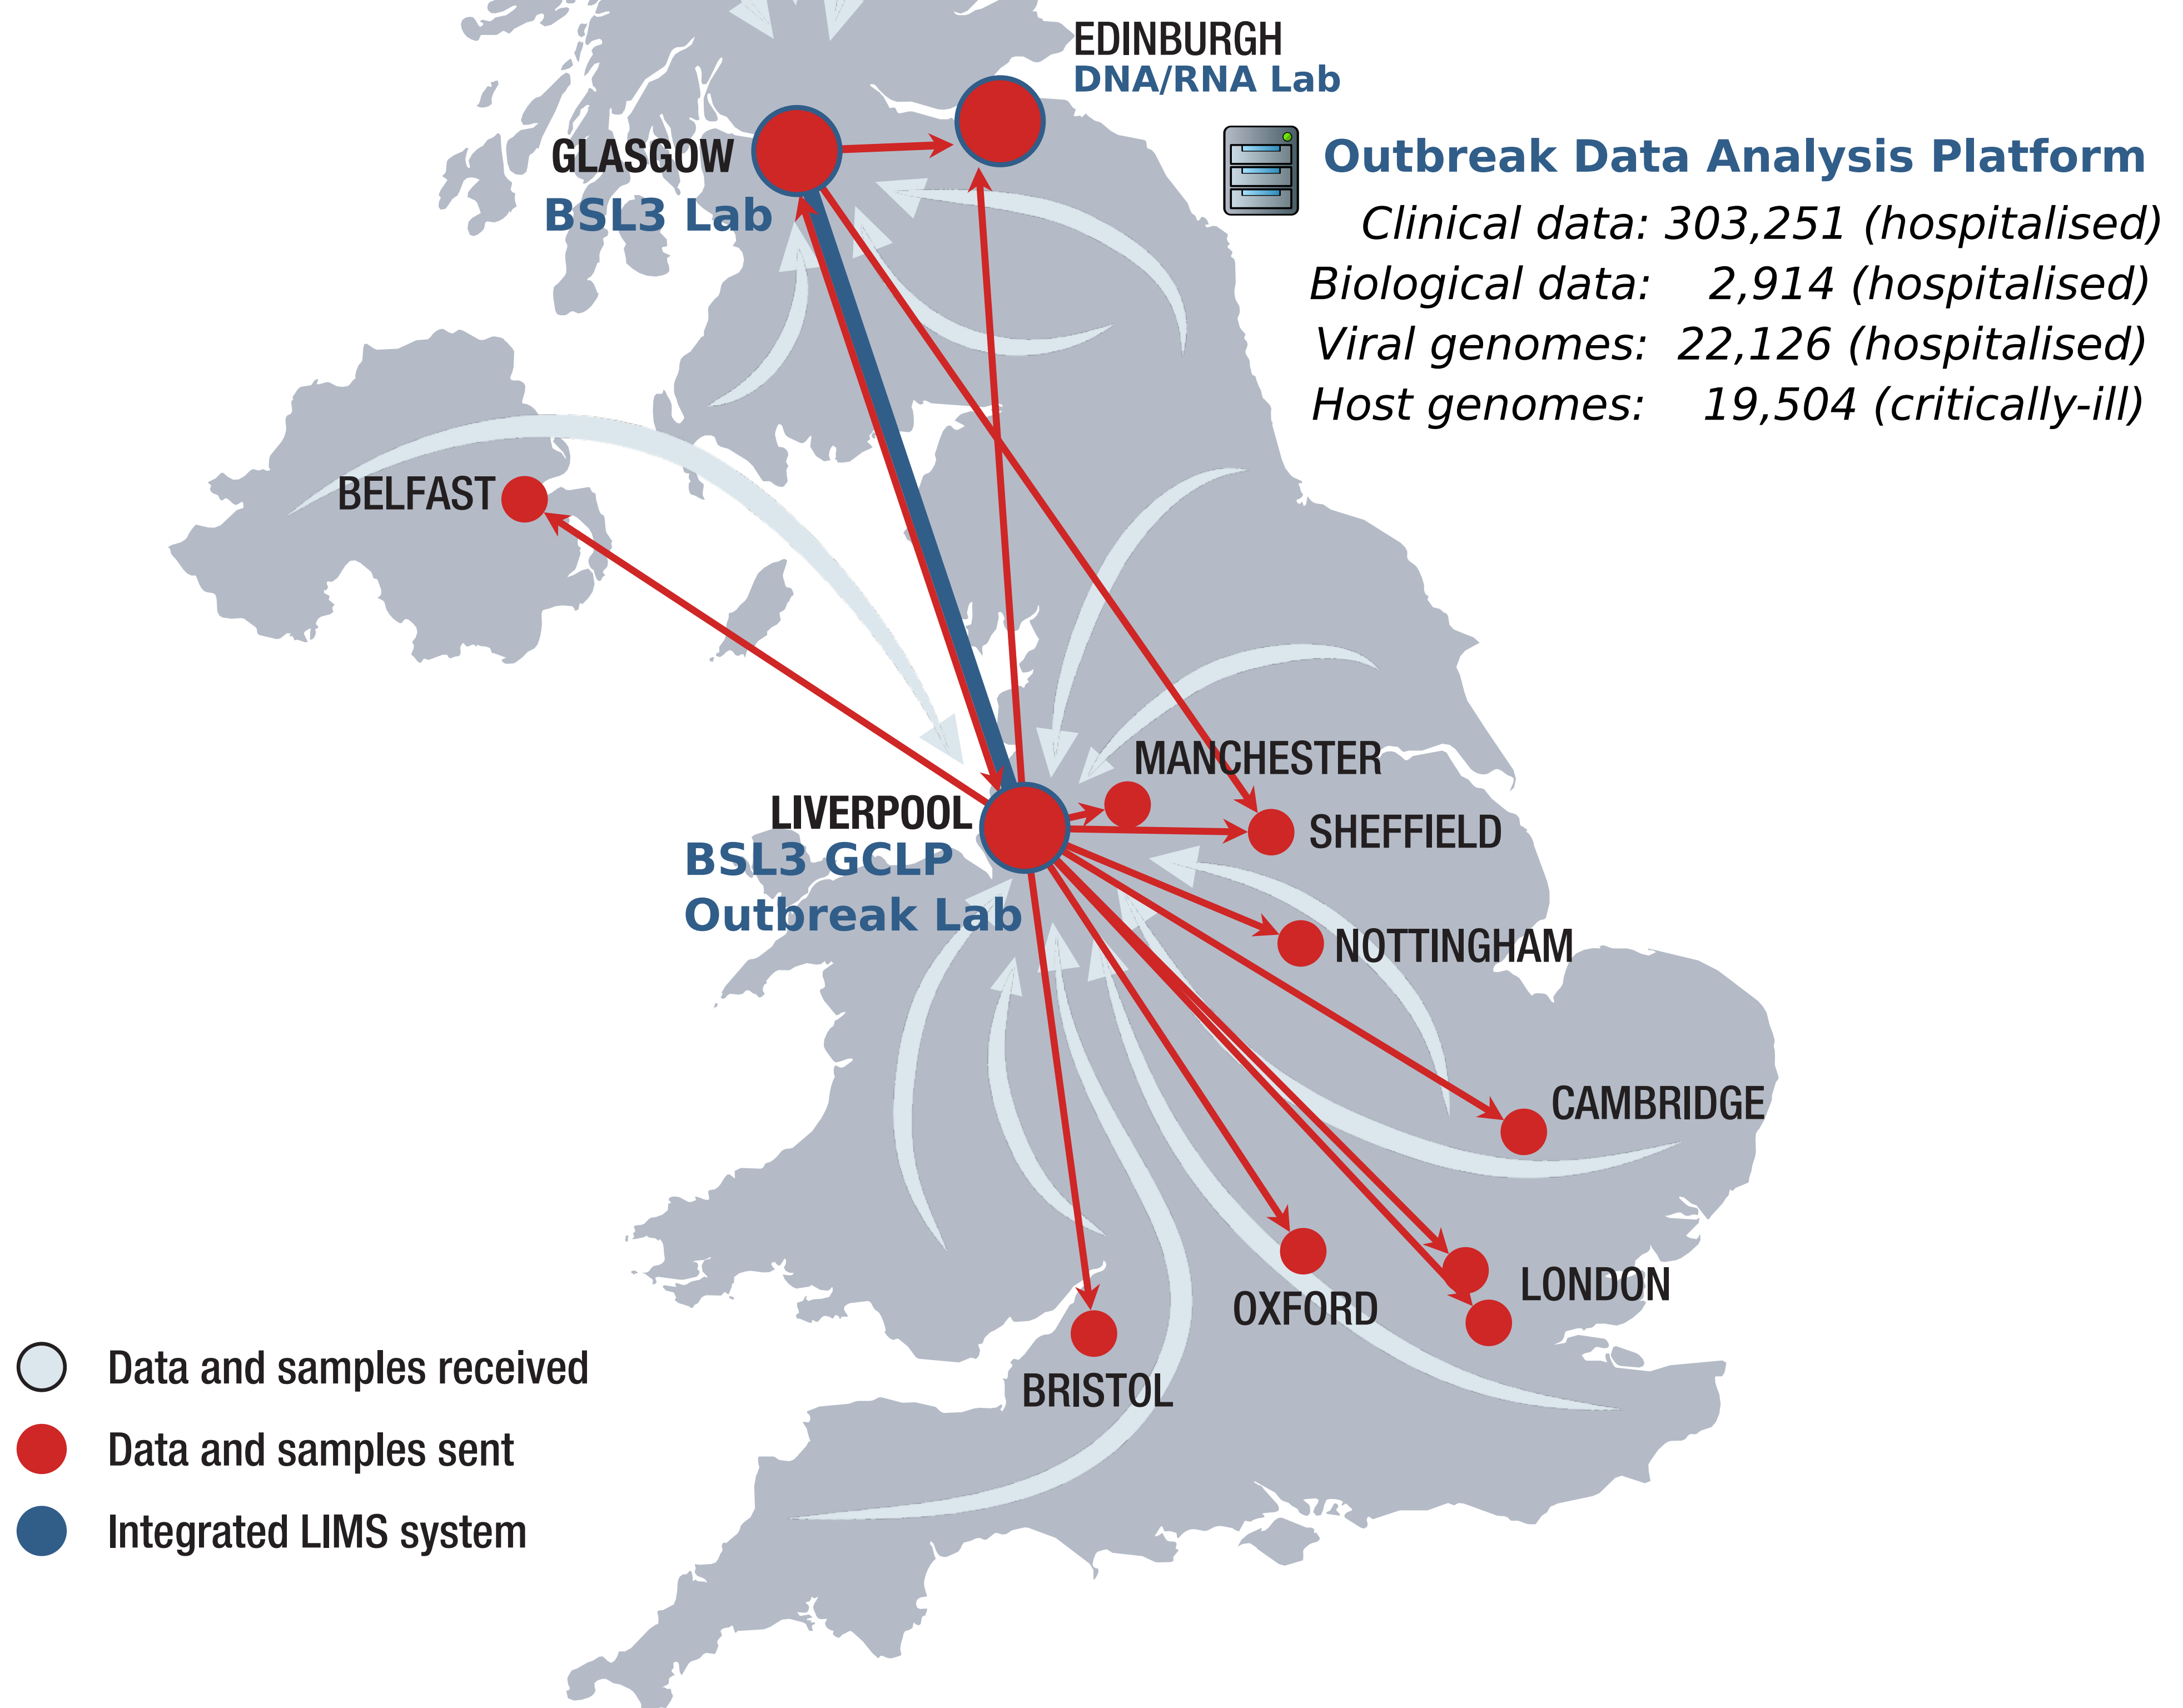 EDINBURGH
DNA/RNA Lab
GLASGOW
BSL3 Lab
Outbreak Data Analysis Platform
Clinical data: 303,251 (hospitalised)
Biological data: 2,914 (hospitalised)
Viral genomes: 22,126 (hospitalised)
Host genomes: 19,504 (critically-ill)
BELFAST
MANCHESTER
LIVERPOOL
SHEFFIELD
BSL3 GCLP
Outbreak Lab
NOTTINGHAM
CAMBRIDGE
LONDON
OXFORD
BRISTOL
Data and samples received
Data and samples sent
Integrated LIMS system